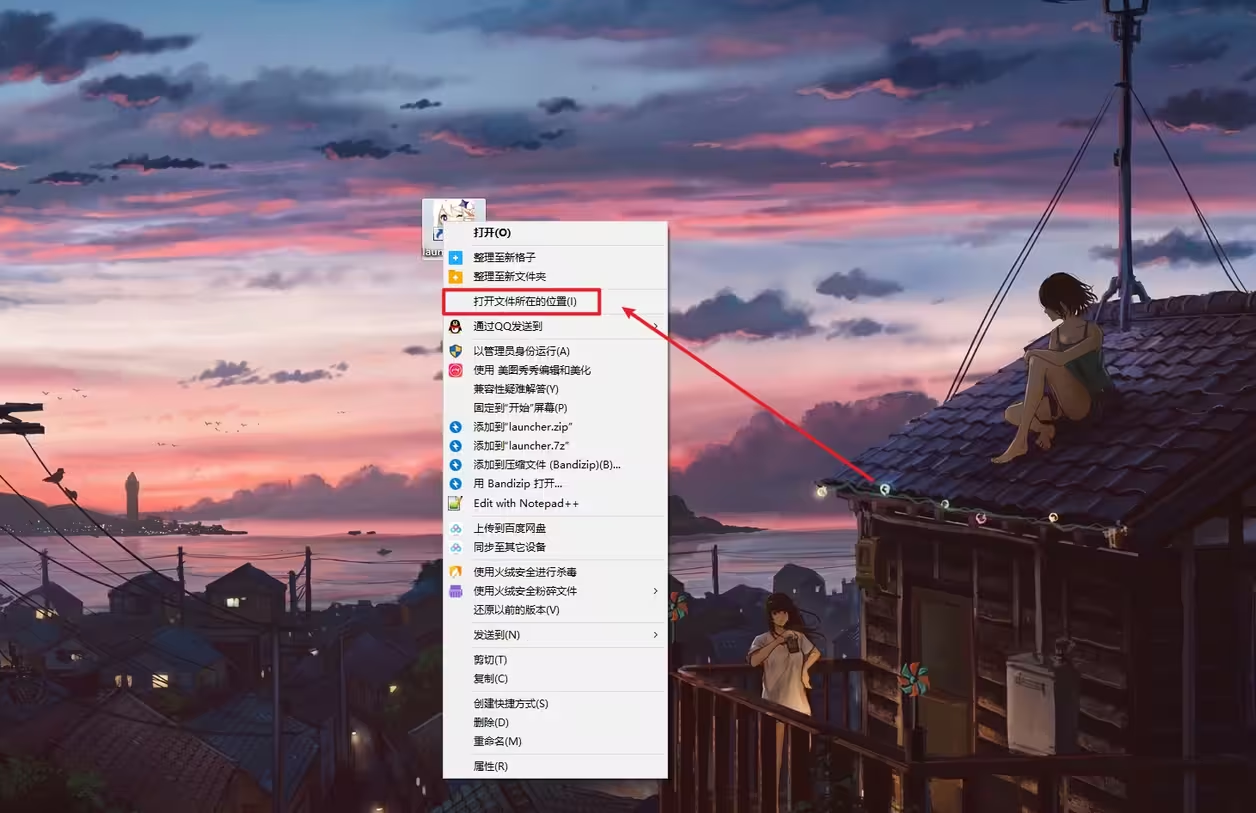 laun
打开(O)
整理至新格子
整理至新文件夹
打开文件所在的位置(I)
通过QQ发送到
以管理员身份运行(A)
使用 美图秀秀编辑和美化
兼容性疑难解答(Y)
固定到"开始"屏幕(P)
添加到"launcher.zip"
添加到"launcher.7z"
添加到压缩文件 (Bandizip)(B)...
用 Bandizip 打开...
Edit with Notepad++
上传到百度网盘
同步至其它设备
使用火绒安全进行杀毒
使用火绒安全粉碎文件
还原以前的版本(V)
发送到(N)
剪切(T)
复制(C)
创建快捷方式(S)
删除(D)
重命名(M)
属性(R)